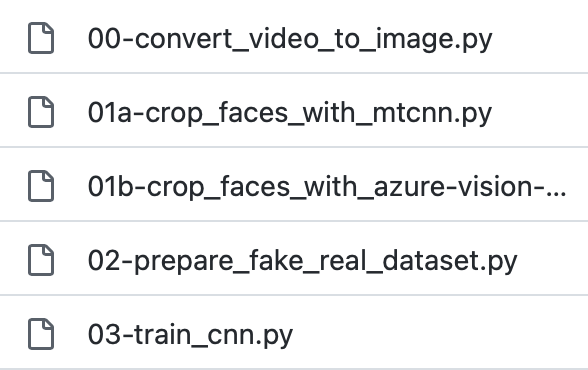 00-convert_video_to_image.py
01a-crop_faces_with_mtcnn.py
01b-crop_faces_with_azure-vision-...
02-prepare_fake_real_dataset.py
03-train_cnn.py